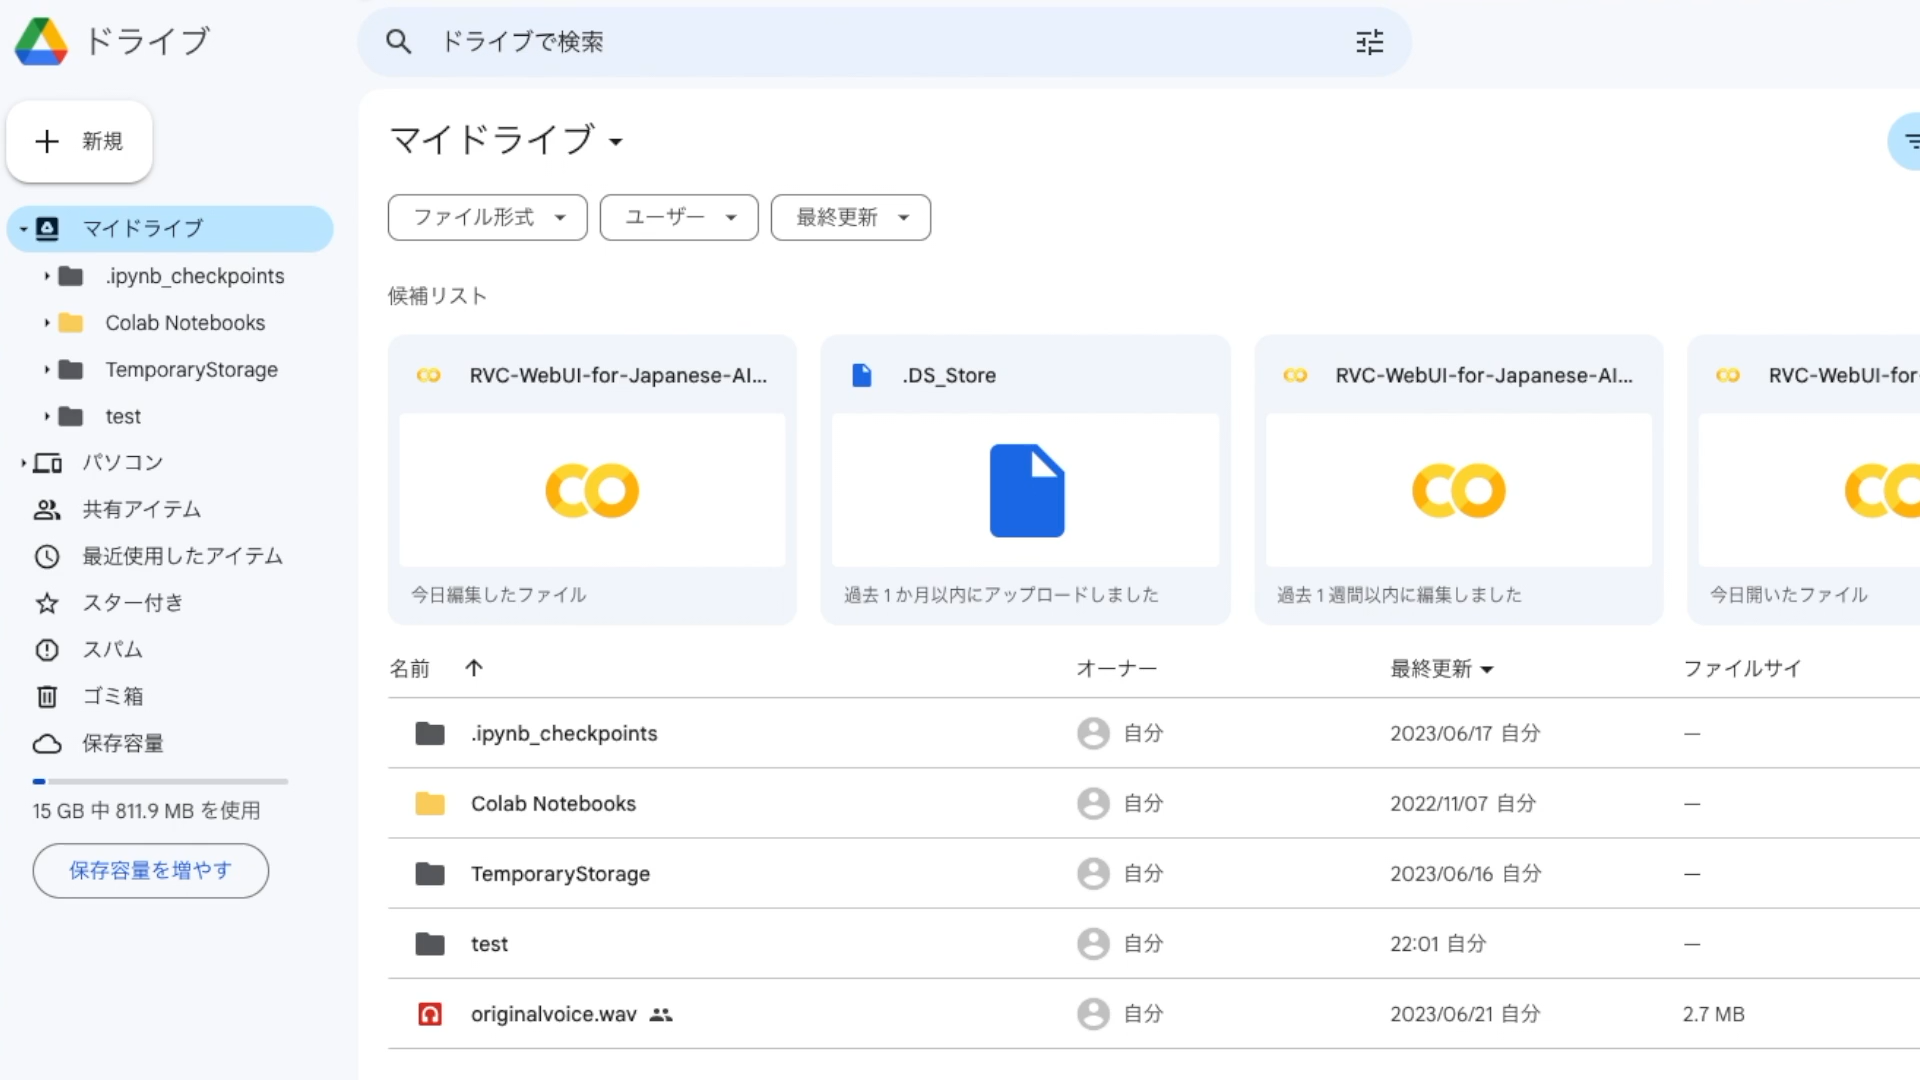 ドライブ
ドライブで検索
新規
マイドライブ
.ipynb_checkpoints
Colab Notebooks
TemporaryStorage
test
パソコン
共有アイテム
最近使用したアイテム
スター付き
スパム
ゴミ箱
保存容量
15 GB 中 811.9 MB を使用
保存容量を増やす
マイドライブ
ファイル形式 ユーザー 最終更新
候補リスト
RVC-WebUI-for-Japanese-AI...
今日編集したファイル
.DS_Store
過去 1 か月以内にアップロードしました
RVC-WebUI-for-Japanese-AI...
過去 1 週間以内に編集しました
RVC-WebUI-for-
今日開いたファイル
名前 オーナー 最終更新 ファイルサイ
.ipynb_checkpoints 自分 2023/06/17 自分 —
Colab Notebooks 自分 2022/11/07 自分 —
TemporaryStorage 自分 2023/06/16 自分 —
test 自分 22:01 自分 —
originalvoice.wav 自分 2023/06/21 自分 2.7 MB